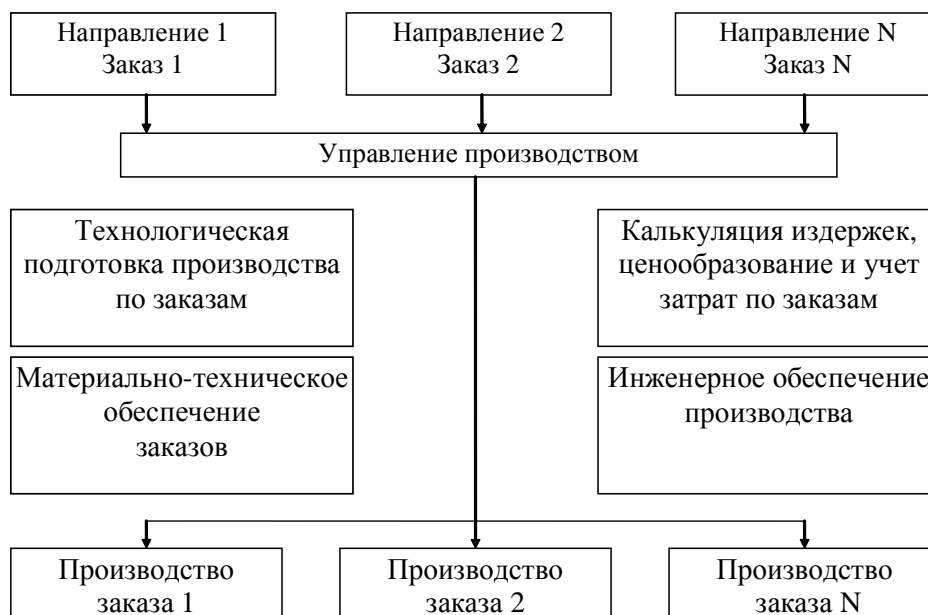 Направление 1
Заказ 1
Направление 2
Заказ 2
Направление N
Заказ N
Управление производством
Технологическая
подготовка производства
по заказам
Калькуляция издержек,
ценообразование и учет
затрат по заказам
Материально-техническое
обеспечение
заказов
Инженерное обеспечение
производства
Производство
заказа 1
Производство
заказа 2
Производство
заказа N